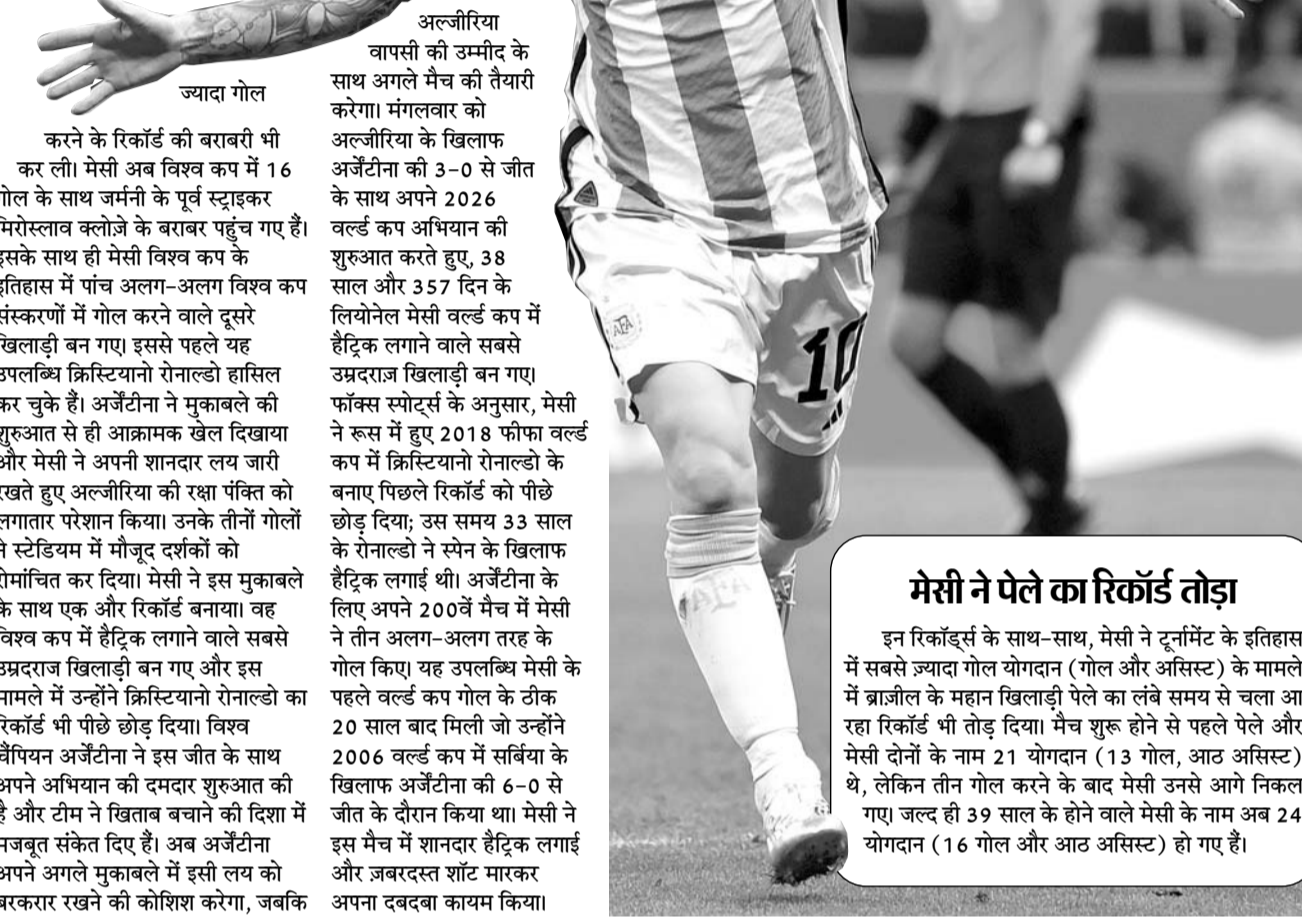 ज्यादा गोल
करने के रिकॉर्ड की बराबरी भी
कर ली। मेसी अब विश्व कप में 16
गोल के साथ जर्मनी के पूर्व स्ट्राइकर
मिरोस्लाव क्लोज़े के बराबर पहुंच गए हैं।
इसके साथ ही मेसी विश्व कप के
इतिहास में पांच अलग-अलग विश्व कप
संस्करणों में गोल करने वाले दूसरे
खिलाड़ी बन गए। इससे पहले यह
उपलब्धि क्रिस्टियानो रोनाल्डो हासिल
कर चुके हैं। अर्जेंटीना ने मुकाबले की
शुरुआत से ही आक्रामक खेल दिखाया
और मेसी ने अपनी शानदार लय जारी
रखते हुए अल्जीरिया की रक्षा पंक्ति को
लगातार परेशान किया। उनके तीनों गोलों
ने स्टेडियम में मौजूद दर्शकों को
रोमांचित कर दिया। मेसी ने इस मुकाबले
के साथ एक और रिकॉर्ड बनाया। वह
विश्व कप में हैट्रिक लगाने वाले सबसे
उम्रदराज खिलाड़ी बन गए और इस
मामले में उन्होंने क्रिस्टियानो रोनाल्डो का
रिकॉर्ड भी पीछे छोड़ दिया। विश्व
चैंपियन अर्जेंटीना ने इस जीत के साथ
अपने अभियान की दमदार शुरुआत की
है और टीम ने खिताब बचाने की दिशा में
मजबूत संकेत दिए हैं। अब अर्जेंटीना
अपने अगले मुकाबले में इसी लय को
बरकरार रखने की कोशिश करेगा, जबकि
अल्जीरिया
वापसी की उम्मीद के
साथ अगले मैच की तैयारी
करेगा। मंगलवार को
अल्जीरिया के खिलाफ
अर्जेंटीना की 3-0 से जीत
के साथ अपने 2026
वर्ल्ड कप अभियान की
शुरुआत करते हुए, 38
साल और 357 दिन के
लियोनेल मेसी वर्ल्ड कप में
हैट्रिक लगाने वाले सबसे
उम्रदराज़ खिलाड़ी बन गए।
फॉक्स स्पोर्ट्स के अनुसार, मेसी
ने रूस में हुए 2018 फीफा वर्ल्ड
कप में क्रिस्टियानो रोनाल्डो के
बनाए पिछले रिकॉर्ड को पीछे
छोड़ दिया; उस समय 33 साल
के रोनाल्डो ने स्पेन के खिलाफ
हैट्रिक लगाई थी। अर्जेंटीना के
लिए अपने 200वें मैच में मेसी
ने तीन अलग-अलग तरह के
गोल किए। यह उपलब्धि मेसी के
पहले वर्ल्ड कप गोल के ठीक
20 साल बाद मिली जो उन्होंने
2006 वर्ल्ड कप में सर्बिया के
खिलाफ अर्जेंटीना की 6-0 से
जीत के दौरान किया था। मेसी ने
इस मैच में शानदार हैट्रिक लगाई
और ज़बरदस्त शॉट मारकर
अपना दबदबा कायम किया।
AFA
10
AFA
मेसी ने पेले का रिकॉर्ड तोड़ा
इन रिकॉर्ड्स के साथ-साथ, मेसी ने टूर्नामेंट के इतिहास
में सबसे ज़्यादा गोल योगदान (गोल और असिस्ट) के मामले
में ब्राज़ील के महान खिलाड़ी पेले का लंबे समय से चला आ
रहा रिकॉर्ड भी तोड़ दिया। मैच शुरू होने से पहले पेले और
मेसी दोनों के नाम 21 योगदान (13 गोल, आठ असिस्ट)
थे, लेकिन तीन गोल करने के बाद मेसी उनसे आगे निकल
गए। जल्द ही 39 साल के होने वाले मेसी के नाम अब 24
योगदान (16 गोल और आठ असिस्ट) हो गए हैं।